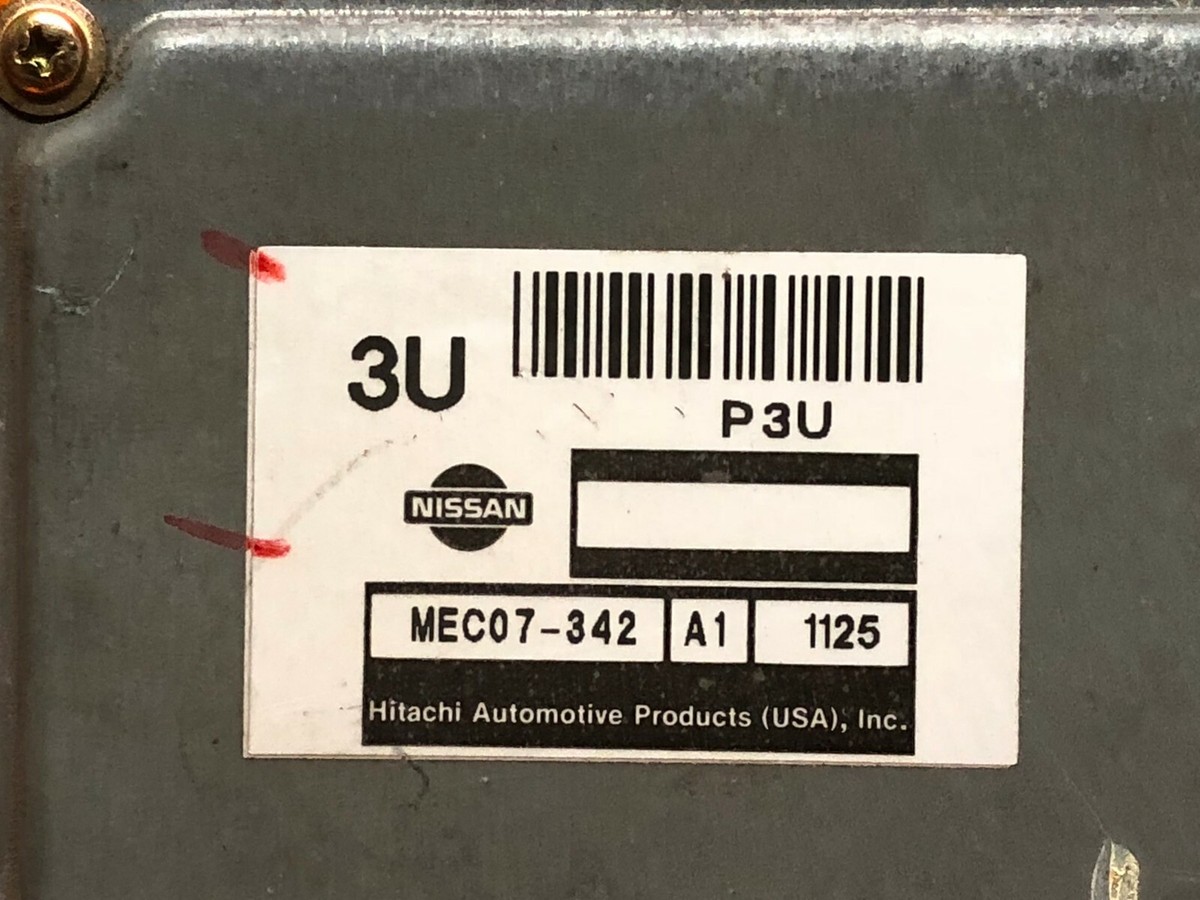 3U
P3U
NISSAN
MEC07-342 A1 1125
Hitachi Automotive Products (USA), Inc.